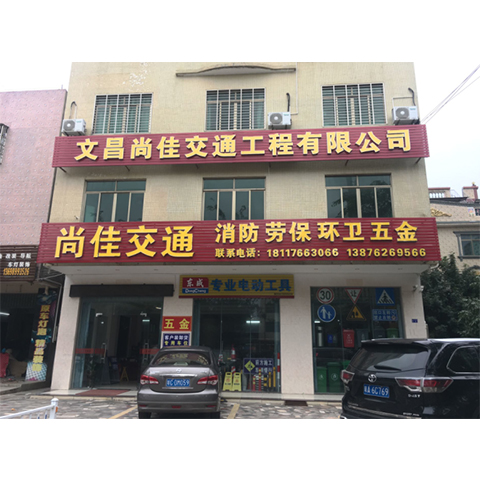 文昌尚佳交通工程有限公司
尚佳交通
消防 劳保 环卫 五金
联系电话：18117663066 13876269566
东成
专业电动工具
30
五金